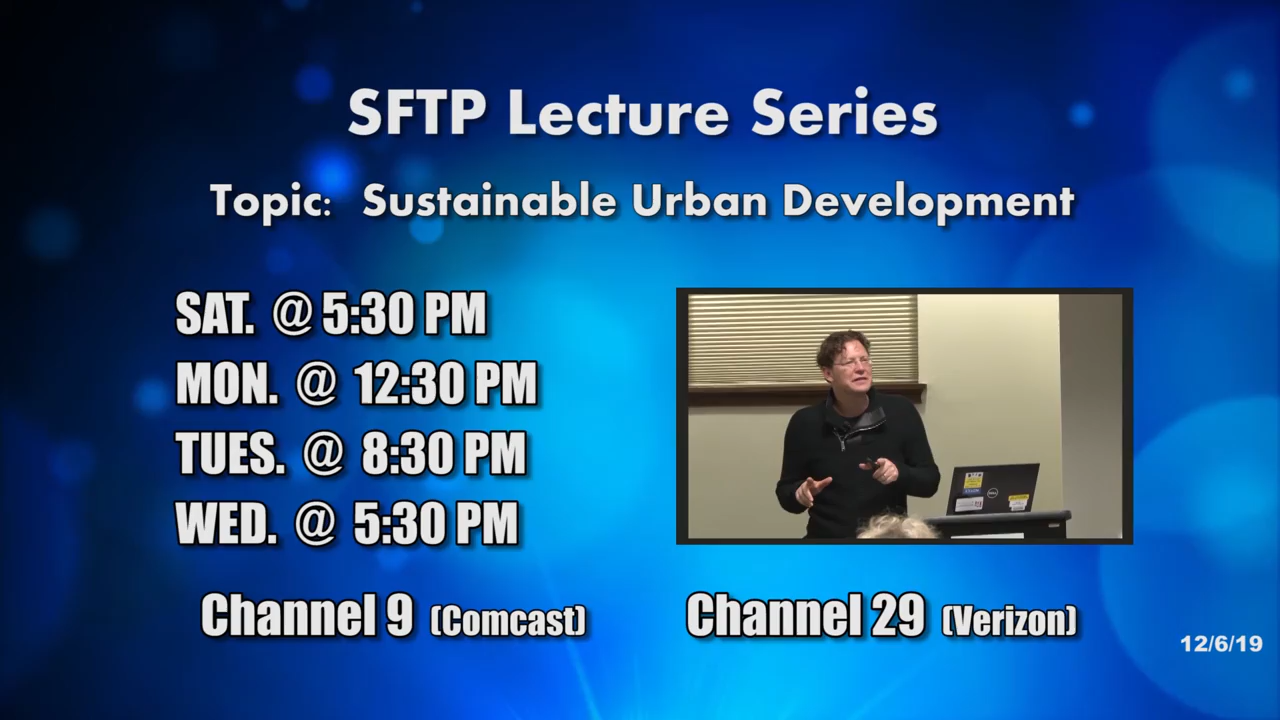 SFTP Lecture Series
Topic: Sustainable Urban Development
SAT. @ 5:30 PM
MON. @ 12:30 PM
TUES. @ 8:30 PM
WED. @ 5:30 PM
Channel 9 (Comcast)
Channel 29 (Verizon)
12/6/19
DELL